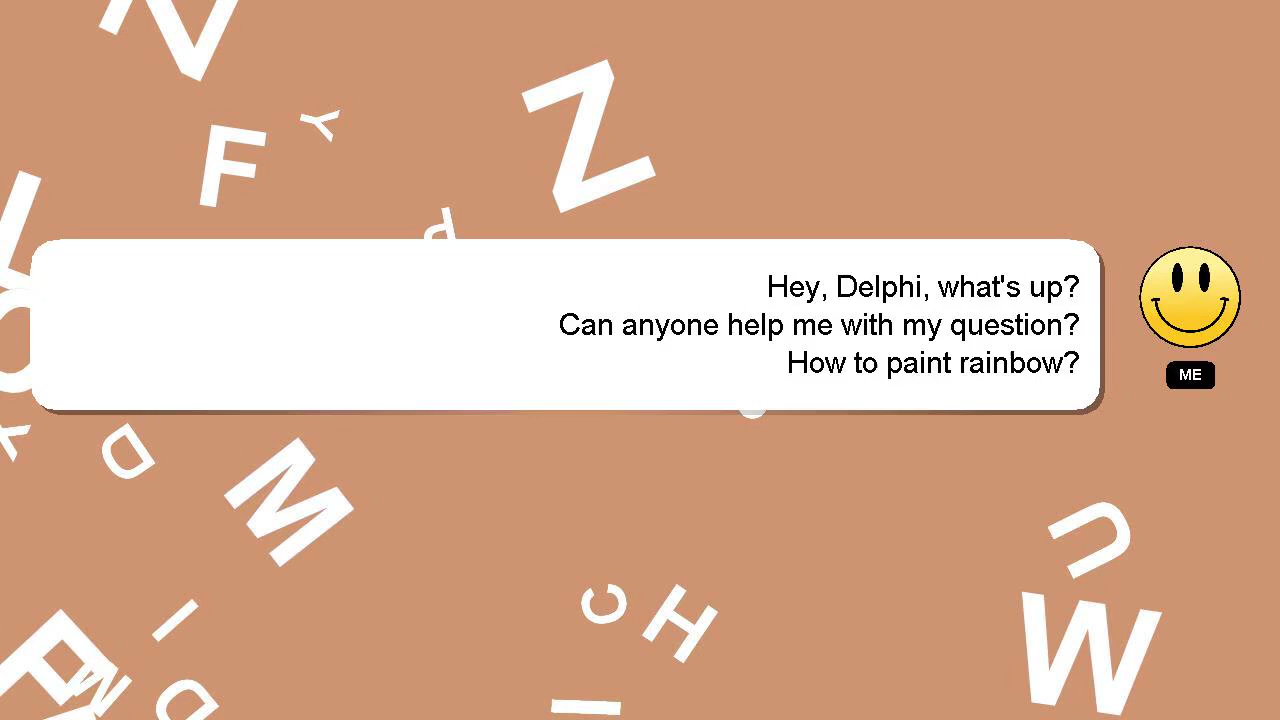 N
Z
F
Y
P
Hey, Delphi, what's up?
Can anyone help me with my question?
How to paint rainbow?
ME
Y
D
M
U
C
H
I
W
D
I